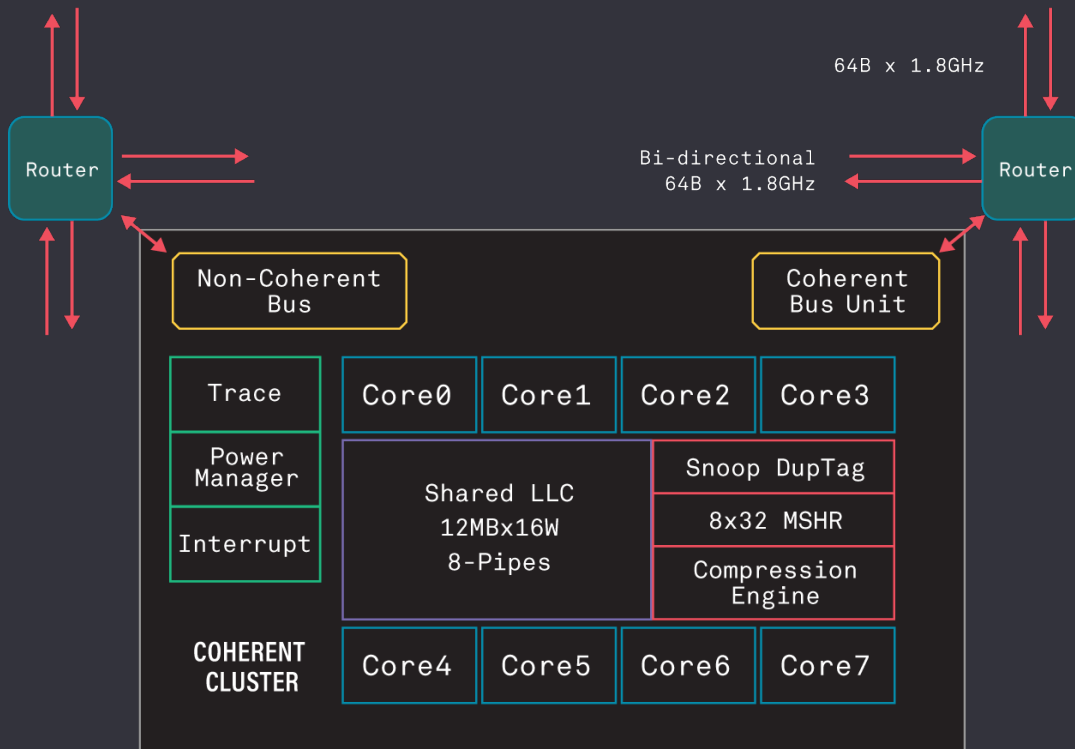 64B x 1.8GHz
Router
Bi-directional
64B x 1.8GHz
Router
Non-Coherent
Bus
Coherent
Bus Unit
Trace
Core0
Core1
Core2
Core3
Power
Manager
Interrupt
Shared LLC
12MBx16W
8-Pipes
Snoop DupTag
8x32 MSHR
Compression
Engine
COHERENT
CLUSTER
Core4
Core5
Core6
Core7